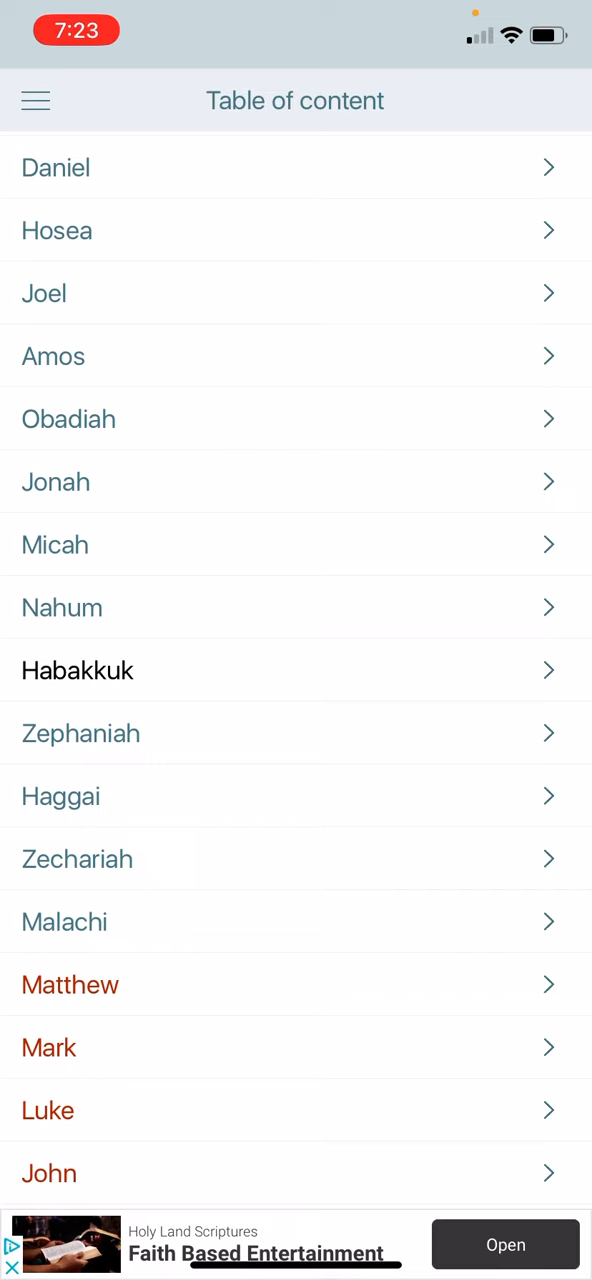 7:23
Table of content
Daniel
Hosea
Joel
Amos
Obadiah
Jonah
Micah
Nahum
Habakkuk
Zephaniah
Haggai
Zechariah
Malachi
Matthew
Mark
Luke
John
Holy Land Scriptures
Faith Based Entertainment
Open